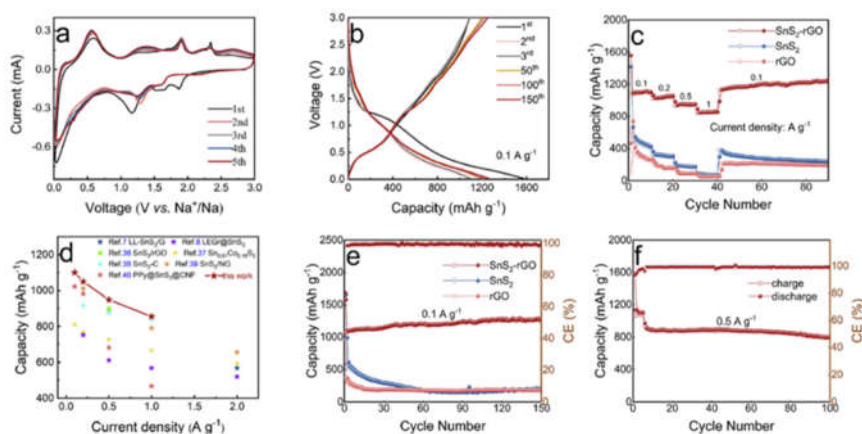 a
0.3
0.0
-0.3
-0.6
Current (mA)
1st
2nd
3rd
4th
5th
0.0 0.5 1.0 1.5 2.0 2.5 3.0
Voltage (V vs. Na⁺/Na)
b
3.0
2.5
2.0
1.5
1.0
0.5
0.0
Voltage (V)
1st
2nd
3rd
50th
100th
150th
0.1 A g⁻¹
0 400 800 1200 1600
Capacity (mAh g⁻¹)
c
2000
1600
1200
800
400
0
Capacity (mAh g⁻¹)
SnS₂-rGO
SnS₂
rGO
0.1 0.2 0.5 1 0.1
Current density: A g⁻¹
0 20 40 60 80
Cycle Number
d
1200
1000
800
600
400
Capacity (mAh g⁻¹)
Ref.7 LL-SnS₂/G Ref.8 LEGr@SnS₂
Ref.36 SnS₂/rGO Ref.37
Ref.38 SnS₂-C Ref.39 SnS₂/NG
Ref.40 PPy@SnS₂@CNF this work
0.0 0.5 1.0 1.5 2.0
Current density (A g⁻¹)
e
2500
2000
1500
1000
500
0
Capacity (mAh g⁻¹)
SnS₂-rGO
SnS₂
rGO
0.1 A g⁻¹
100
80
60
40
20
0
CE (%)
0 30 60 90 120 150
Cycle Number
f
2000
1600
1200
800
400
0
Capacity (mAh g⁻¹)
charge
discharge
0.5 A g⁻¹
100
80
60
40
20
0
CE (%)
0 20 40 60 80 100
Cycle Number